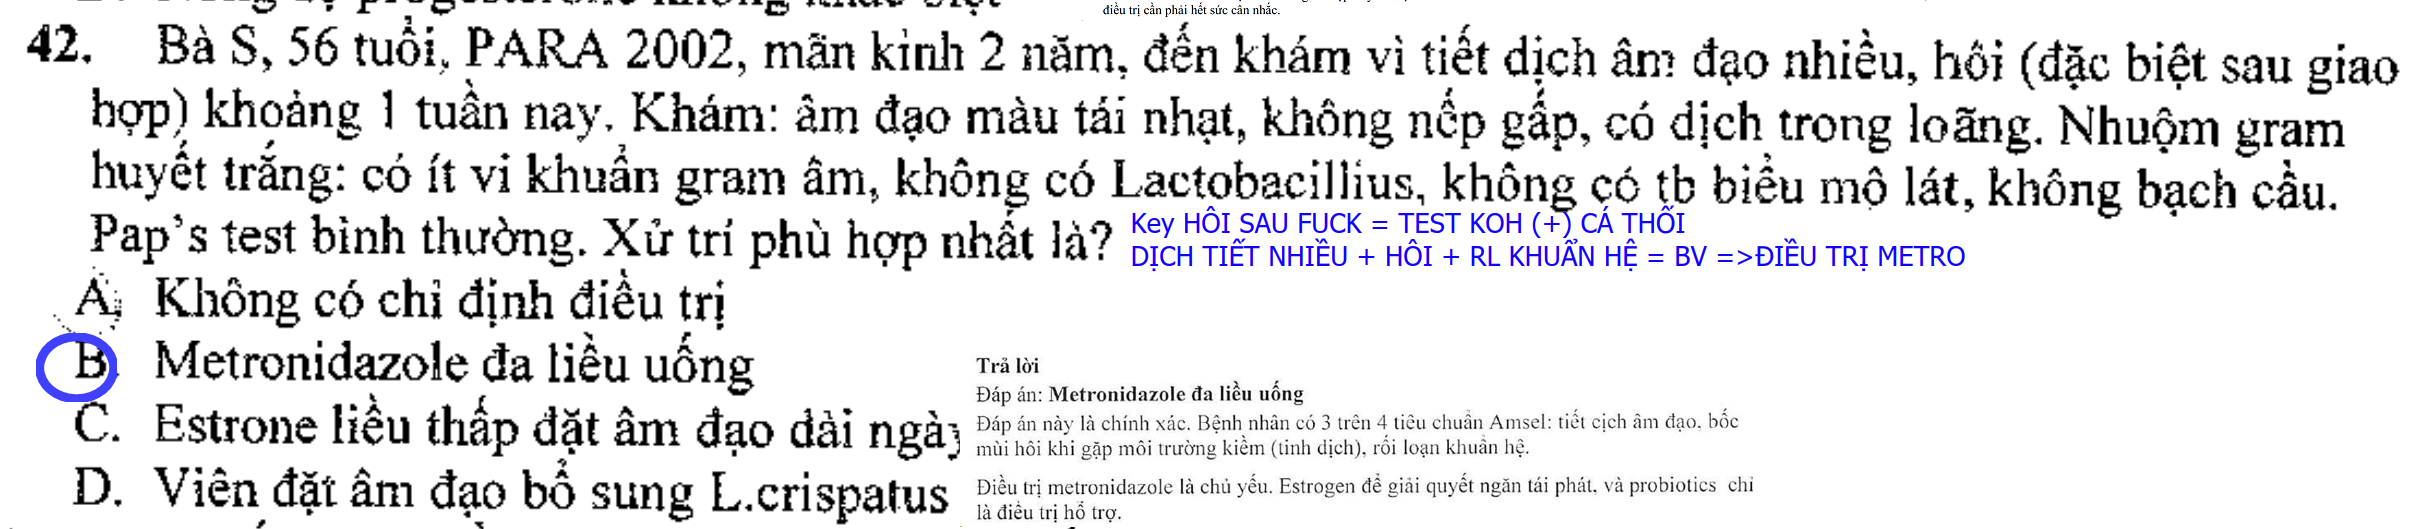 điều trị cần phải hết sức cân nhắc.
42. Bà S, 56 tuổi, PARA 2002, mãn kinh 2 năm, đến khám vì tiết dịch âm đạo nhiều, hôi (đặc biệt sau giao
hợp) khoảng 1 tuần nay. Khám: âm đạo màu tái nhạt, không nếp gấp, có dịch trong loãng. Nhuộm gram
huyết trắng: có ít vi khuẩn gram âm, không có Lactobacillius, không có tb biểu mô lát, không bạch cầu.
Pap's test bình thường. Xử trí phù hợp nhất là?
Key HÔI SAU FUCK = TEST KOH (+) CÁ THỐI
DỊCH TIẾT NHIỀU + HÔI + RL KHUẨN HỆ = BV =>ĐIỀU TRỊ METRO
A. Không có chỉ định điều trị
B. Metronidazole đa liều uống
C. Estrone liều thấp đặt âm đạo dài ngày
D. Viên đặt âm đạo bổ sung L.crispatus
Trả lời
Đáp án: Metronidazole đa liều uống
Đáp án này là chính xác. Bệnh nhân có 3 trên 4 tiêu chuẩn Amsel: tiết cịch âm đạo, bốc
mùi hôi khi gặp môi trường kiềm (tinh dịch), rối loạn khuẩn hệ.
Điều trị metronidazole là chủ yếu. Estrogen để giải quyết ngăn tái phát, và probiotics chỉ
là điều trị hỗ trợ.